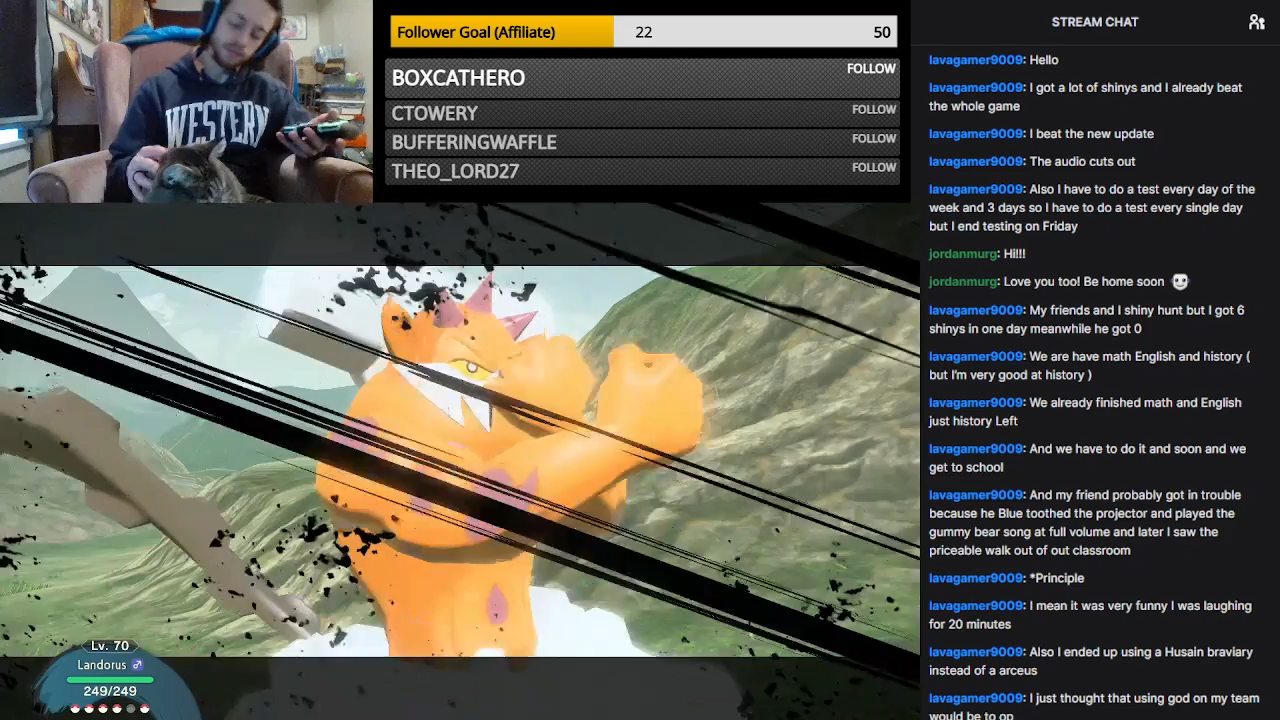 WESTERN
Follower Goal (Affiliate) 22 50
BOXCATHERO FOLLOW
CTOWERY FOLLOW
BUFFERINGWAFFLE FOLLOW
THEO_LORD27 FOLLOW
Lv. 70
Landorus ♂
249/249
STREAM CHAT
lavagamer9009: Hello
lavagamer9009: I got a lot of shinys and I already beat
the whole game
lavagamer9009: I beat the new update
lavagamer9009: The audio cuts out
lavagamer9009: Also I have to do a test every day of the
week and 3 days so I have to do a test every single day
but I end testing on Friday
jordanmurg: Hi!!!
jordanmurg: Love you too! Be home soon
lavagamer9009: My friends and I shiny hunt but I got 6
shinys in one day meanwhile he got 0
lavagamer9009: We are have math English and history (
but I'm very good at history )
lavagamer9009: We already finished math and English
just history Left
lavagamer9009: And we have to do it and soon and we
get to school
lavagamer9009: And my friend probably got in trouble
because he Blue toothed the projector and played the
gummy bear song at full volume and later I saw the
priceable walk out of out classroom
lavagamer9009: *Principle
lavagamer9009: I mean it was very funny I was laughing
for 20 minutes
lavagamer9009: Also I ended up using a Husain braviary
instead of a arceus
lavagamer9009: I just thought that using god on my team
would be to op